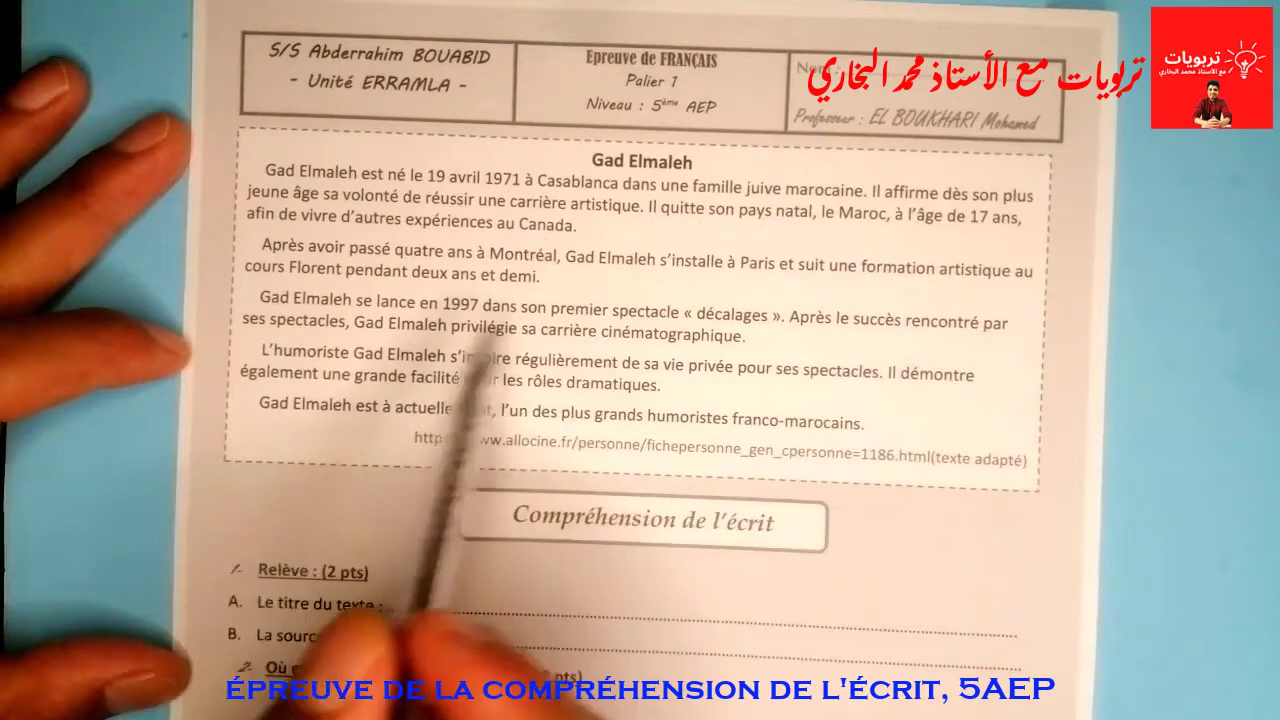 S/S Abderrahim BOUABID
- Unité ERRAMLA -
Epreuve de FRANÇAIS
Palier 1
Niveau : 5ème AEP
Nom :
Professeur : EL BOUKHARI Mohamed
تربويات مع الأستاذ محمد البخاري
تربويات
مع الأستاذ محمد البخاري
Gad Elmaleh
Gad Elmaleh est né le 19 avril 1971 à Casablanca dans une famille juive marocaine. Il affirme dès son plus
jeune âge sa volonté de réussir une carrière artistique. Il quitte son pays natal, le Maroc, à l'âge de 17 ans,
afin de vivre d'autres expériences au Canada.
Après avoir passé quatre ans à Montréal, Gad Elmaleh s'installe à Paris et suit une formation artistique au
cours Florent pendant deux ans et demi.
Gad Elmaleh se lance en 1997 dans son premier spectacle « décalages ». Après le succès rencontré par
ses spectacles, Gad Elmaleh privilégie sa carrière cinématographique.
L'humoriste Gad Elmaleh s'inspire régulièrement de sa vie privée pour ses spectacles. Il démontre
également une grande facilité pour les rôles dramatiques.
Gad Elmaleh est à actuellement, l'un des plus grands humoristes franco-marocains.
http ww.allocine.fr/personne/fichepersonne_gen_cpersonne=1186.html(texte adapté)
Compréhension de l'écrit
1- Relève : (2 pts)
A. Le titre du texte :
B. La sourc
2- Où pts)
ÉPREUVE DE LA COMPRÉHENSION DE L'ÉCRIT, 5AEP